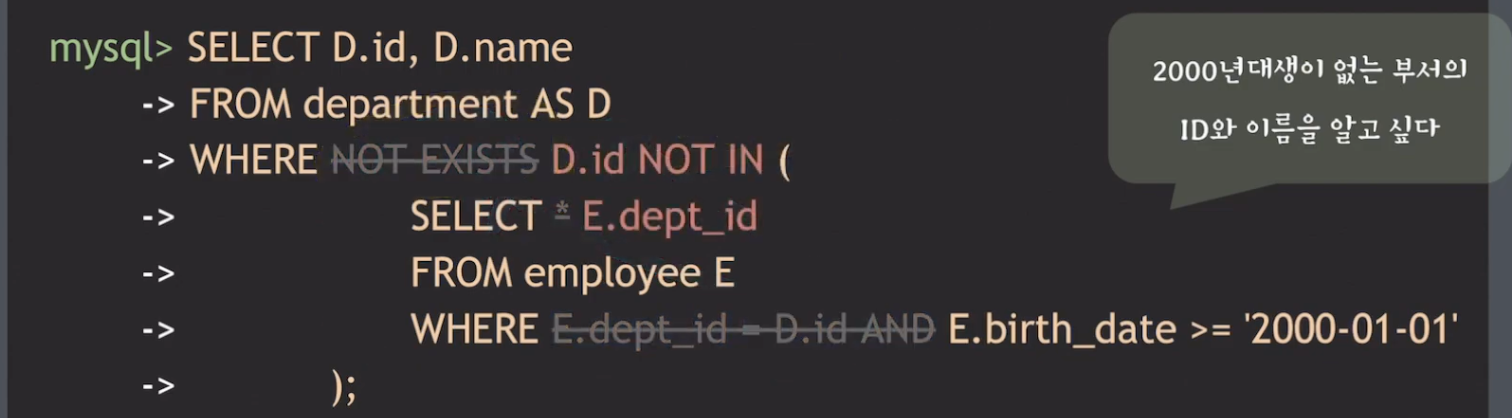 mysql> SELECT D.id, D.name
-> FROM department AS D
-> WHERE NOT EXISTS D.id NOT IN (
-> SELECT * E.dept_id
-> FROM employee E
-> WHERE E.dept_id = D.id AND E.birth_date >= '2000-01-01'
-> );
2000년대생이 없는 부서의
ID와 이름을 알고 싶다